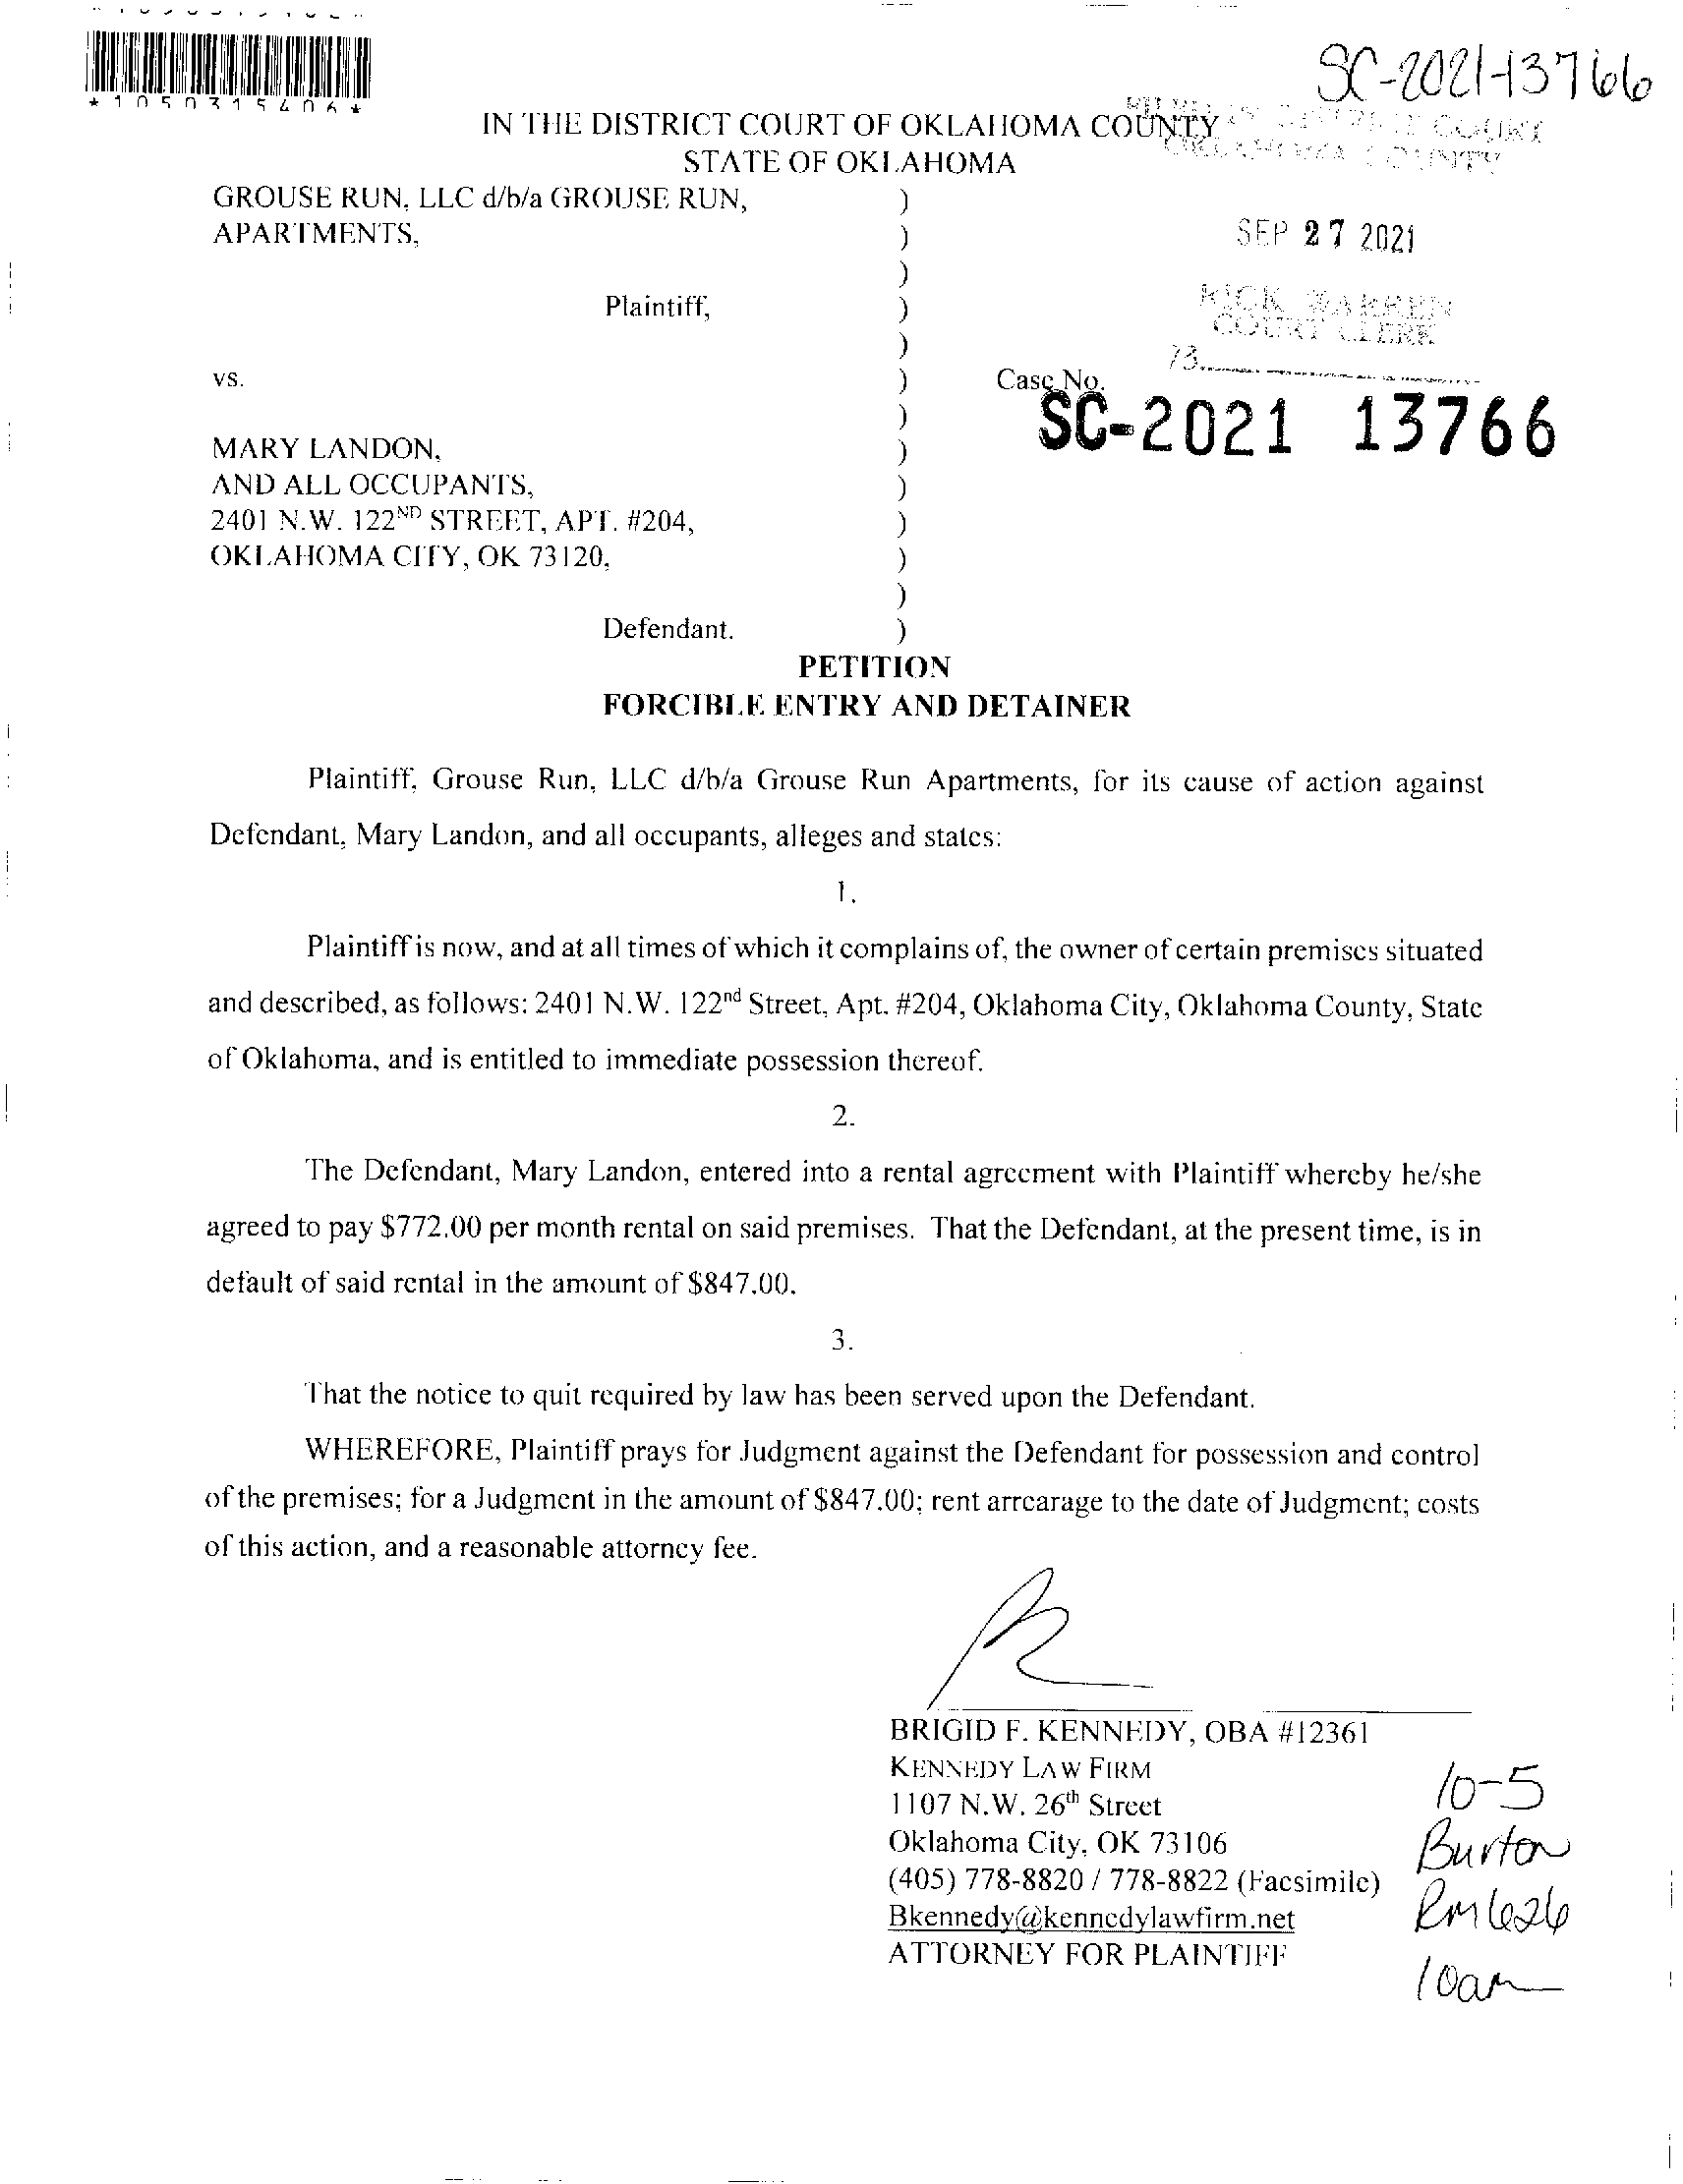 *1050315406*
SC-2021-13766
IN THE DISTRICT COURT OF OKLAHOMA COUNTY
STATE OF OKLAHOMA
COURT
OKLAHOMA COUNTY
GROUSE RUN, LLC d/b/a GROUSE RUN, )
APARTMENTS, )
SEP 27 2021
)
Plaintiff, )
RICK WARREN
COURT CLERK
)
73
vs. ) Case No.
SC-2021 13766
)
MARY LANDON, )
AND ALL OCCUPANTS, )
2401 N.W. 122ND STREET, APT. #204, )
OKLAHOMA CITY, OK 73120, )
)
Defendant. )
PETITION
FORCIBLE ENTRY AND DETAINER
Plaintiff, Grouse Run, LLC d/b/a Grouse Run Apartments, for its cause of action against
Defendant, Mary Landon, and all occupants, alleges and states:
1.
Plaintiff is now, and at all times of which it complains of, the owner of certain premises situated
and described, as follows: 2401 N.W. 122nd Street, Apt. #204, Oklahoma City, Oklahoma County, State
of Oklahoma, and is entitled to immediate possession thereof.
2.
The Defendant, Mary Landon, entered into a rental agreement with Plaintiff whereby he/she
agreed to pay $772.00 per month rental on said premises. That the Defendant, at the present time, is in
default of said rental in the amount of $847.00.
3.
That the notice to quit required by law has been served upon the Defendant.
WHEREFORE, Plaintiff prays for Judgment against the Defendant for possession and control
of the premises; for a Judgment in the amount of $847.00; rent arrearage to the date of Judgment; costs
of this action, and a reasonable attorney fee.
BRIGID F. KENNEDY, OBA #12361
KENNEDY LAW FIRM
1107 N.W. 26th Street
Oklahoma City, OK 73106
(405) 778-8820 / 778-8822 (Facsimile)
Bkennedy@kennedylawfirm.net
ATTORNEY FOR PLAINTIFF
10-5
Burton
Rm 626
10am